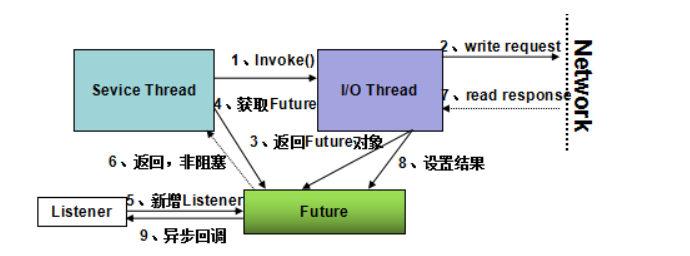 2、write request
1、Invoke()
Sevice Thread
I/O Thread
Network
4、获取Future
7、read response
3、返回Future对象
6、返回，非阻塞
8、设置结果
5、新增Listener
Listener
Future
9、异步回调